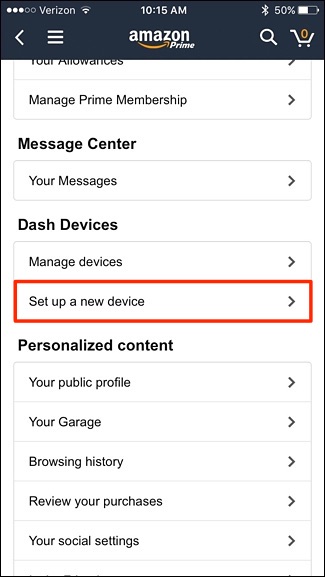 Verizon 10:15 AM 50%
amazon
Prime
0
Your Allowances
Manage Prime Membership
Message Center
Your Messages
Dash Devices
Manage devices
Set up a new device
Personalized content
Your public profile
Your Garage
Browsing history
Review your purchases
Your social settings